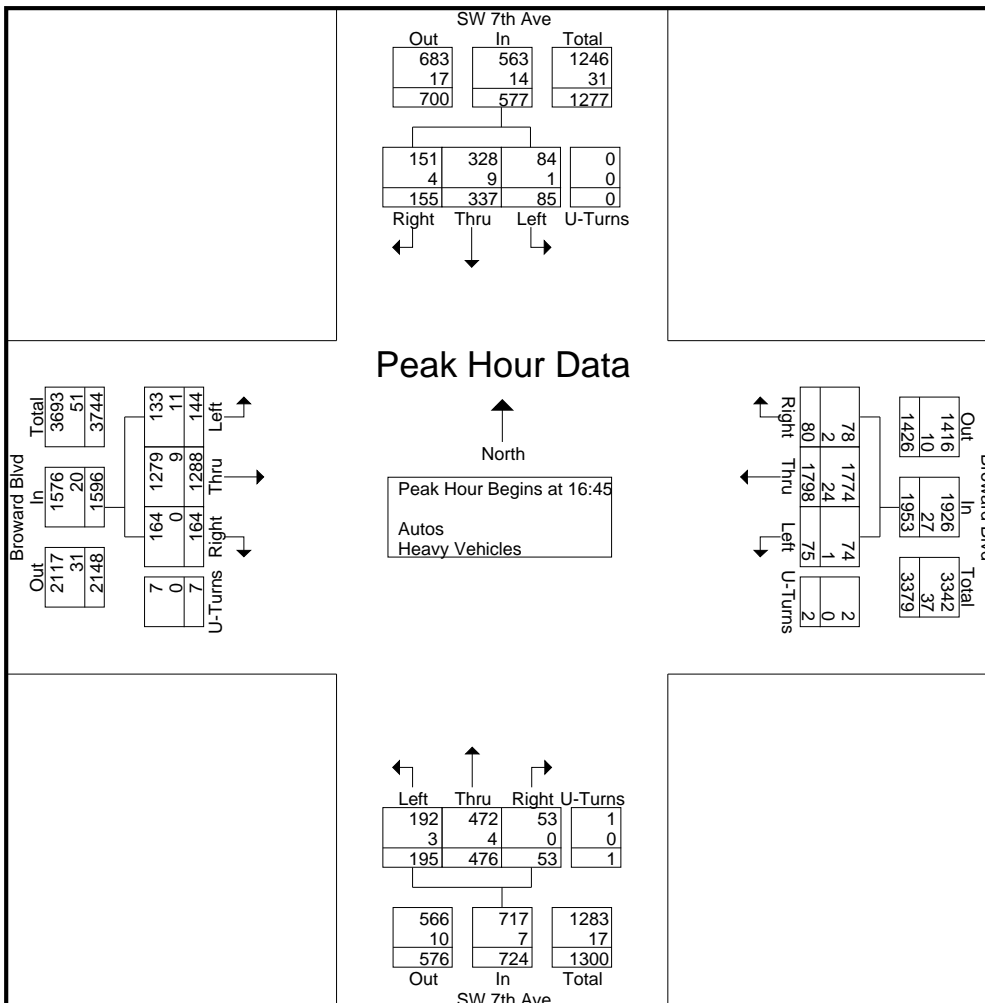 SW 7th Ave
Out In Total
683 563 1246
17 14 31
700 577 1277
151 328 84 0
4 9 1 0
155 337 85 0
Right Thru Left U-Turns
Peak Hour Data
North
Peak Hour Begins at 16:45
Autos
Heavy Vehicles
Broward Blvd
Total In Out
3693 1576 2117
51 20 31
3744 1596 2148
133 1279 164 7
11 9 0 0
144 1288 164 7
Left Thru Right U-Turns
Broward Blvd
Out In Total
1416 1926 3342
10 27 37
1426 1953 3379
78 1774 74 2
2 24 1 0
80 1798 75 2
Right Thru Left U-Turns
Left Thru Right U-Turns
192 472 53 1
3 4 0 0
195 476 53 1
566 717 1283
10 7 17
576 724 1300
Out In Total
SW 7th Ave